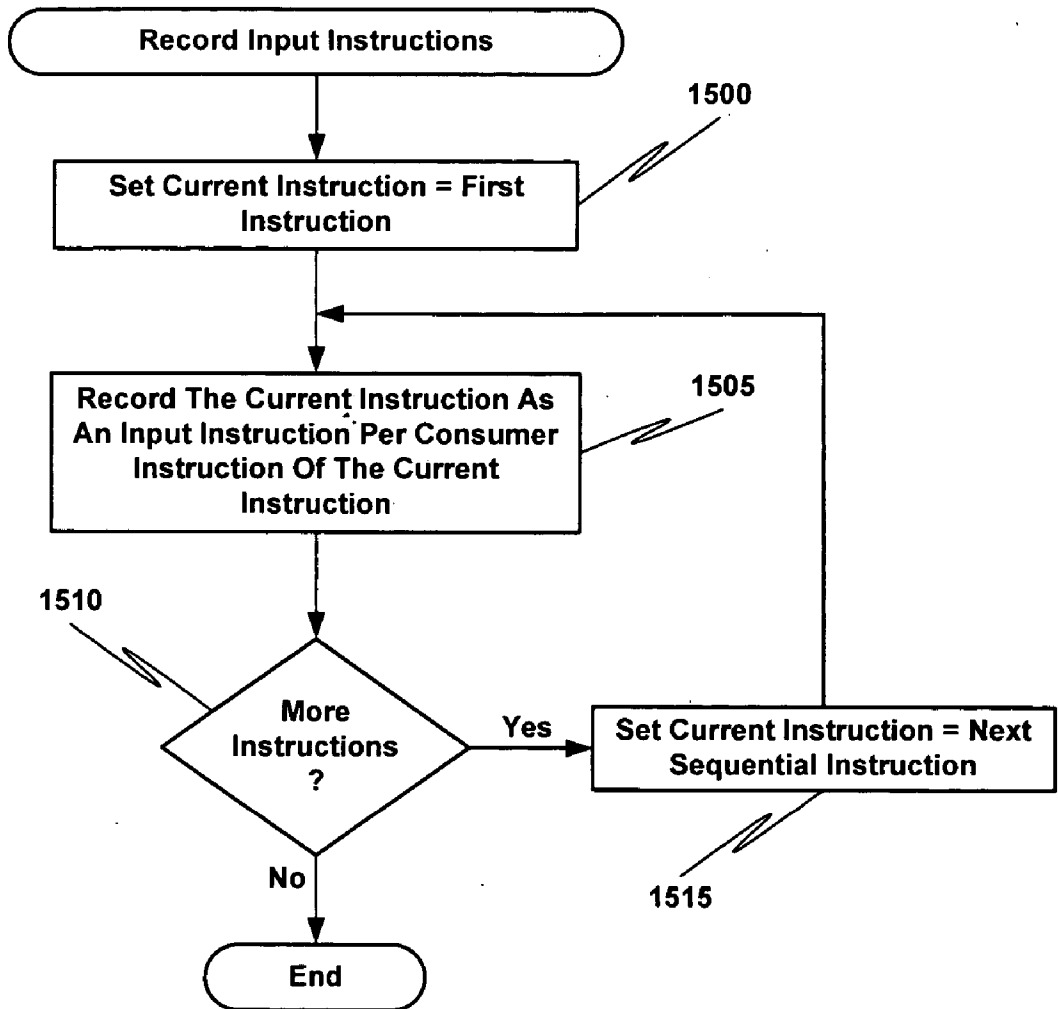 Record Input Instructions
1500
Set Current Instruction = First
Instruction
Record The Current Instruction As
An Input Instruction Per Consumer
Instruction Of The Current
Instruction
1505
1510
More
Instructions
?
Yes
Set Current Instruction = Next
Sequential Instruction
No
1515
End